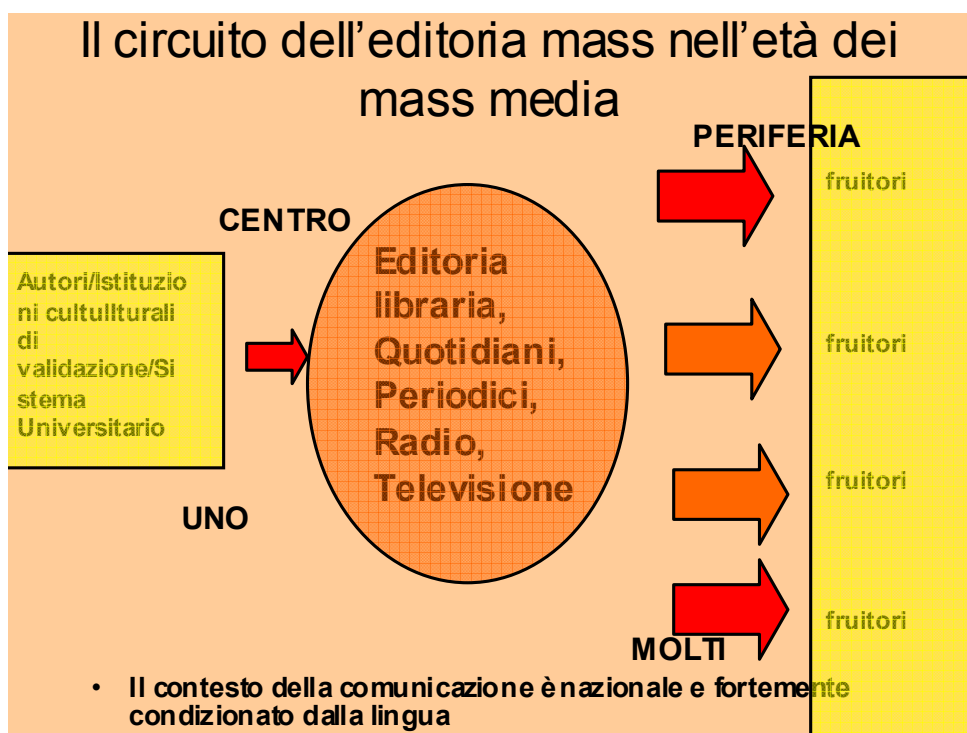 Il circuito dell'editoria mass nell'età dei
mass media
PERIFERIA
CENTRO
Autori/Istituzio
ni cultullturali
di
validazione/Si
stema
Universitario
UNO
Editoria
libraria,
Quotidiani,
Periodici,
Radio,
Televisione
fruitori
fruitori
fruitori
fruitori
MOLTI
• Il contesto della comunicazione è nazionale e fortemente
condizionato dalla lingua